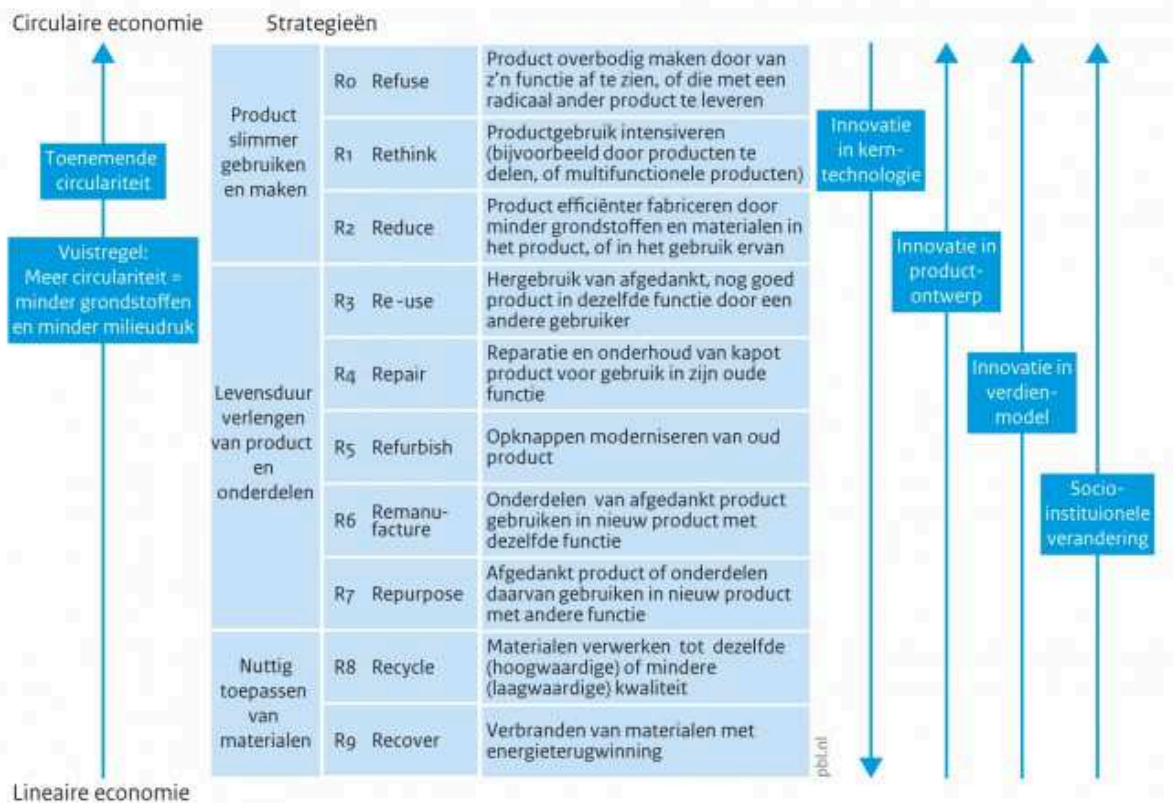 Circulaire economie
Strategieën
Toenemende
circulariteit
Vuistregel:
Meer circulariteit =
minder grondstoffen
en minder milieudruk
Lineaire economie
Product
slimmer
gebruiken
en maken
R0 Refuse
Product overbodig maken door van
z'n functie af te zien, of die met een
radicaal ander product te leveren
R1 Rethink
Productgebruik intensiveren
(bijvoorbeeld door producten te
delen, of multifunctionele producten)
R2 Reduce
Product efficiënter fabriceren door
minder grondstoffen en materialen in
het product, of in het gebruik ervan
Levensduur
verlengen
van product
en
onderdelen
R3 Re-use
Hergebruik van afgedankt, nog goed
product in dezelfde functie door een
andere gebruiker
R4 Repair
Reparatie en onderhoud van kapot
product voor gebruik in zijn oude
functie
R5 Refurbish
Opknappen moderniseren van oud
product
R6 Remanu-
facture
Onderdelen van afgedankt product
gebruiken in nieuw product met
dezelfde functie
R7 Repurpose
Afgedankt product of onderdelen
daarvan gebruiken in nieuw product
met andere functie
Nuttig
toepassen
van
materialen
R8 Recycle
Materialen verwerken tot dezelfde
(hoogwaardige) of mindere
(laagwaardige) kwaliteit
R9 Recover
Verbranden van materialen met
energieterugwinning
pbl.nl
Innovatie
in kern-
technologie
Innovatie in
product-
ontwerp
Innovatie in
verdien-
model
Socio-
instituionele
verandering